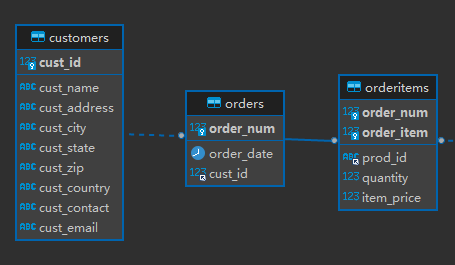 customers
123 cust_id
ABC cust_name
ABC cust_address
ABC cust_city
ABC cust_state
ABC cust_zip
ABC cust_country
ABC cust_contact
ABC cust_email
orders
123 order_num
order_date
123 cust_id
orderitems
123 order_num
123 order_item
ABC prod_id
123 quantity
123 item_price